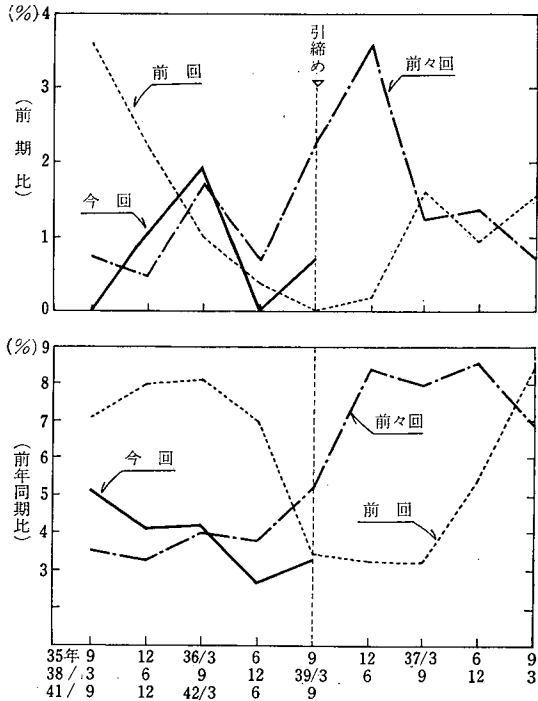 (%)
4
3
2
1
0
(前期比)
前回
引締め
前々回
今回
(%)
9
8
7
6
5
4
3
(前年同期比)
今回
前々回
前回
35年 9 12 36/3 6 9 12 37/3 6 9
38/3 6 9 12 39/3 6 9 12 3
41/9 12 42/3 6 9